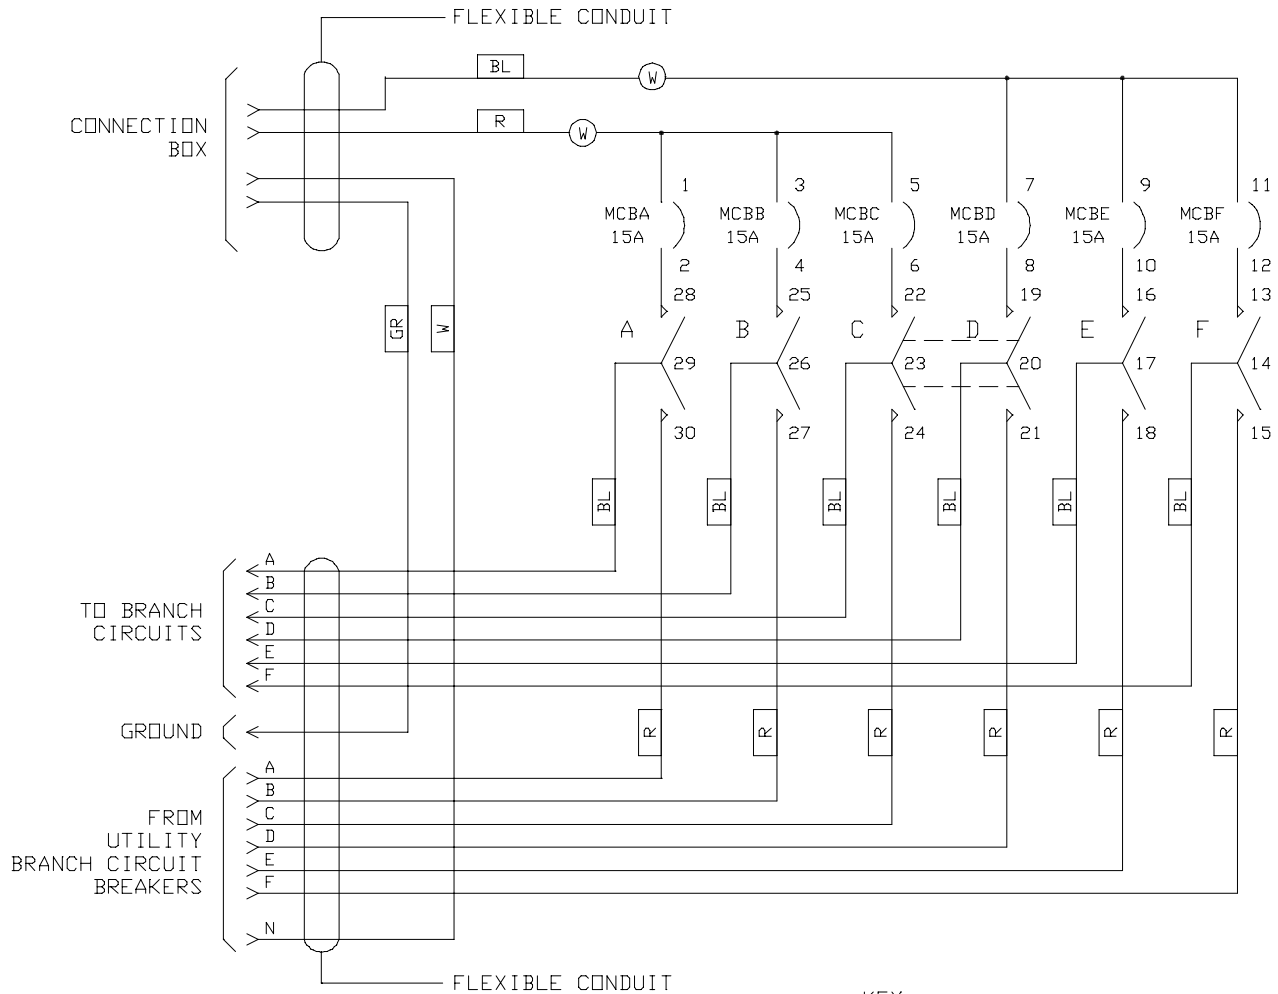 FLEXIBLE CONDUIT
BL
W
R
W
CONNECTION
BOX
1 3 5 7 9 11
MCBA MCBB MCBC MCBD MCBE MCBF
15A 15A 15A 15A 15A 15A
2 4 6 8 10 12
28 25 22 19 16 13
GR W
A B C D E F
29 26 23 20 17 14
30 27 24 21 18 15
BL BL BL BL BL BL
A
B
C
D
E
F
TO BRANCH
CIRCUITS
GROUND
R R R R R R
A
B
C
D
E
F
N
FROM
UTILITY
BRANCH CIRCUIT
BREAKERS
FLEXIBLE CONDUIT